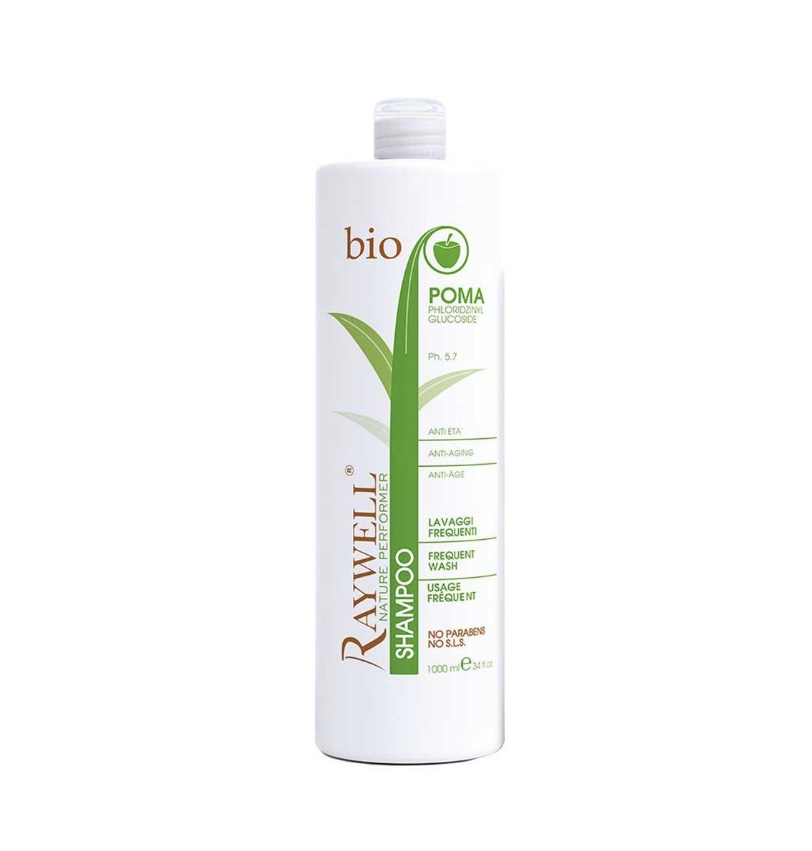 bio
POMA
PHLORIDZINYL
GLUCOSIDE
Ph. 5.7
ANTI ETA'
ANTI-AGING
ANTI-ÂGE
LAVAGGI
FREQUENTI
FREQUENT
WASH
USAGE
FRÉQUENT
NO PARABENS
NO S.L.S.
1000 ml e 34 fl oz
RAYWELL®
NATURE PERFORMER
SHAMPOO